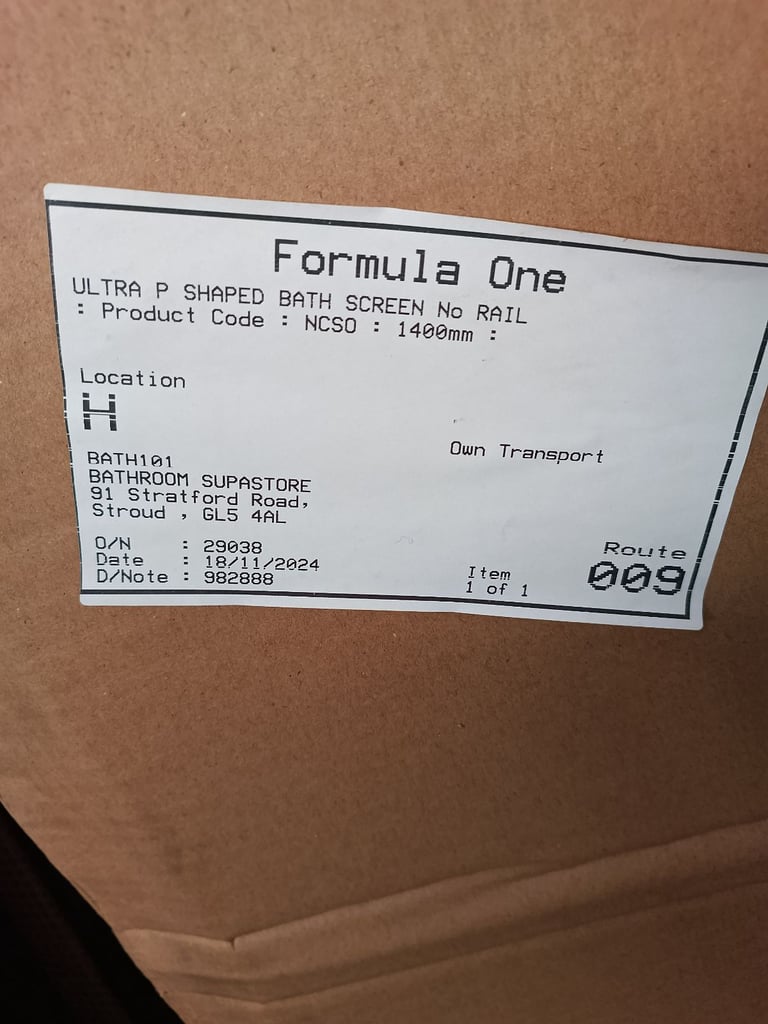 Formula One
ULTRA P SHAPED BATH SCREEN No RAIL
: Product Code : NCSO : 1400mm :
Location
H
Own Transport
BATH101
BATHROOM SUPASTORE
91 Stratford Road,
Stroud , GL5 4AL
O/N : 29038
Date : 18/11/2024
D/Note : 982888
Item
1 of 1
Route
009